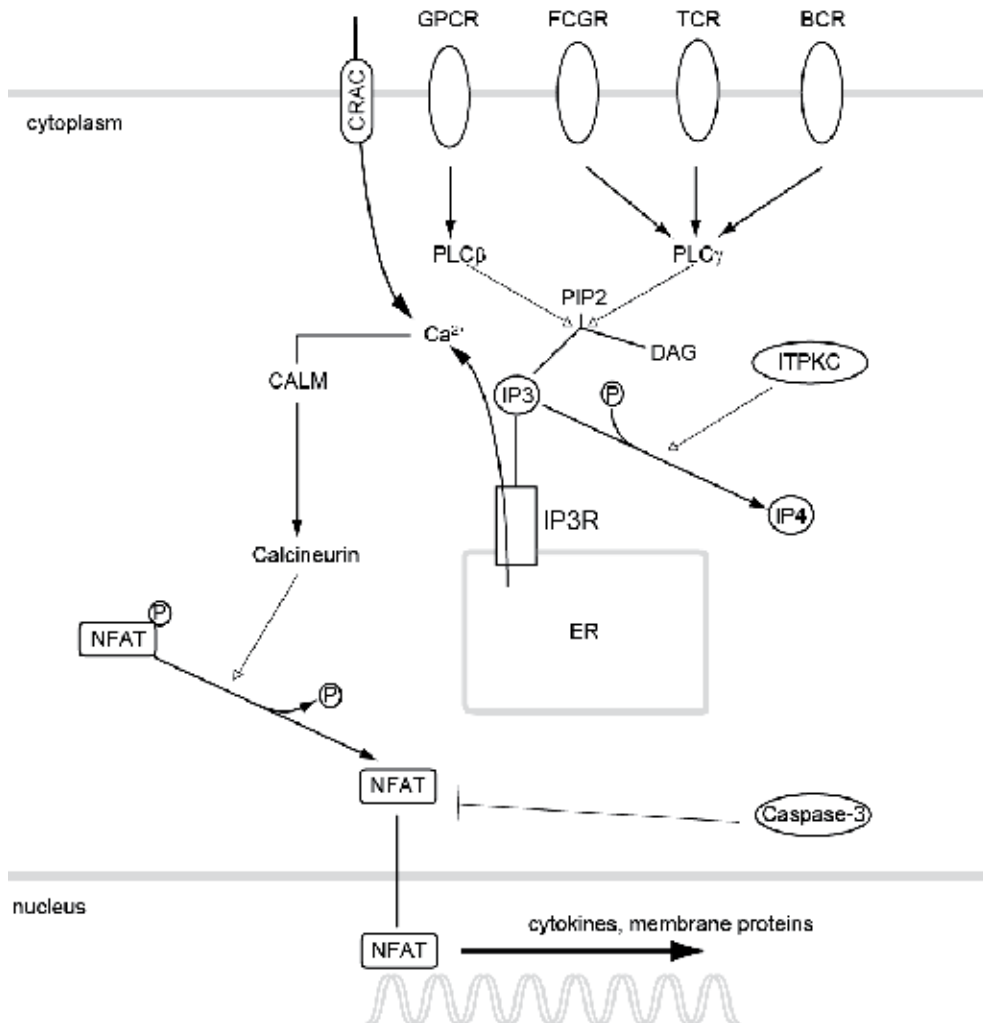 GPCR FCGR TCR BCR
CRAC
cytoplasm
PLCβ PLCγ
PIP2
Ca²⁺
DAG
ITPKC
CALM
IP3 P
IP3R IP4
Calcineurin
P
NFAT
ER
P
NFAT
Caspase-3
nucleus
cytokines, membrane proteins
NFAT